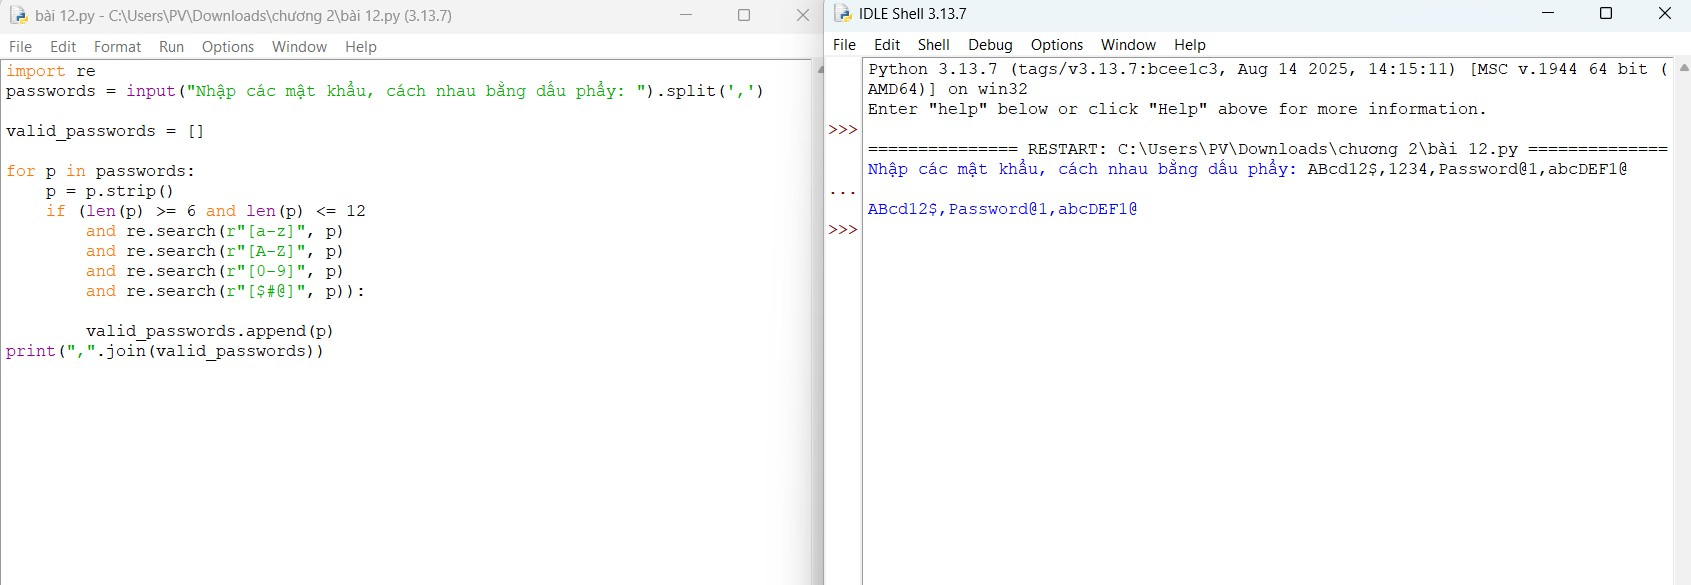 bài 12.py - C:\Users\PV\Downloads\chương 2\bài 12.py (3.13.7)
File Edit Format Run Options Window Help
import re
passwords = input("Nhập các mật khẩu, cách nhau bằng dấu phẩy: ").split(',')
valid_passwords = []
for p in passwords:
    p = p.strip()
    if (len(p) >= 6 and len(p) <= 12
        and re.search(r"[a-z]", p)
        and re.search(r"[A-Z]", p)
        and re.search(r"[0-9]", p)
        and re.search(r"[$#@]", p)):
        valid_passwords.append(p)
print(",".join(valid_passwords))
IDLE Shell 3.13.7
File Edit Shell Debug Options Window Help
Python 3.13.7 (tags/v3.13.7:bcee1c3, Aug 14 2025, 14:15:11) [MSC v.1944 64 bit (
AMD64)] on win32
Enter "help" below or click "Help" above for more information.
>>>
=============== RESTART: C:\Users\PV\Downloads\chương 2\bài 12.py ==============
Nhập các mật khẩu, cách nhau bằng dấu phẩy: ABcd12$,1234,Password@1,abcDEF1@
...
ABcd12$,Password@1,abcDEF1@
>>>